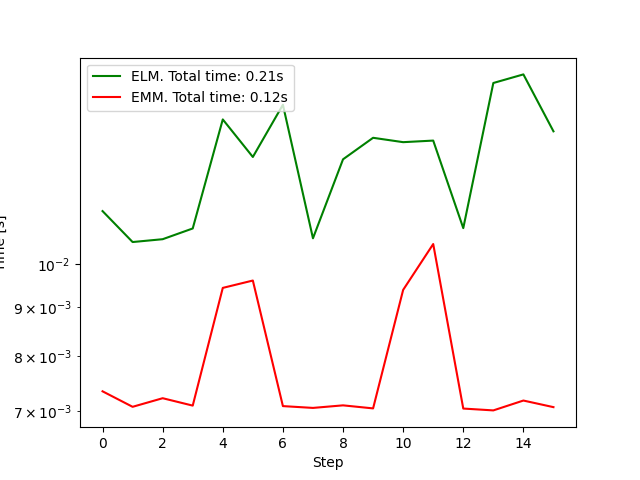 ELM. Total time: 0.21s
EMM. Total time: 0.12s
Time [s]
10⁻²
9 × 10⁻³
8 × 10⁻³
7 × 10⁻³
0 2 4 6 8 10 12 14
Step